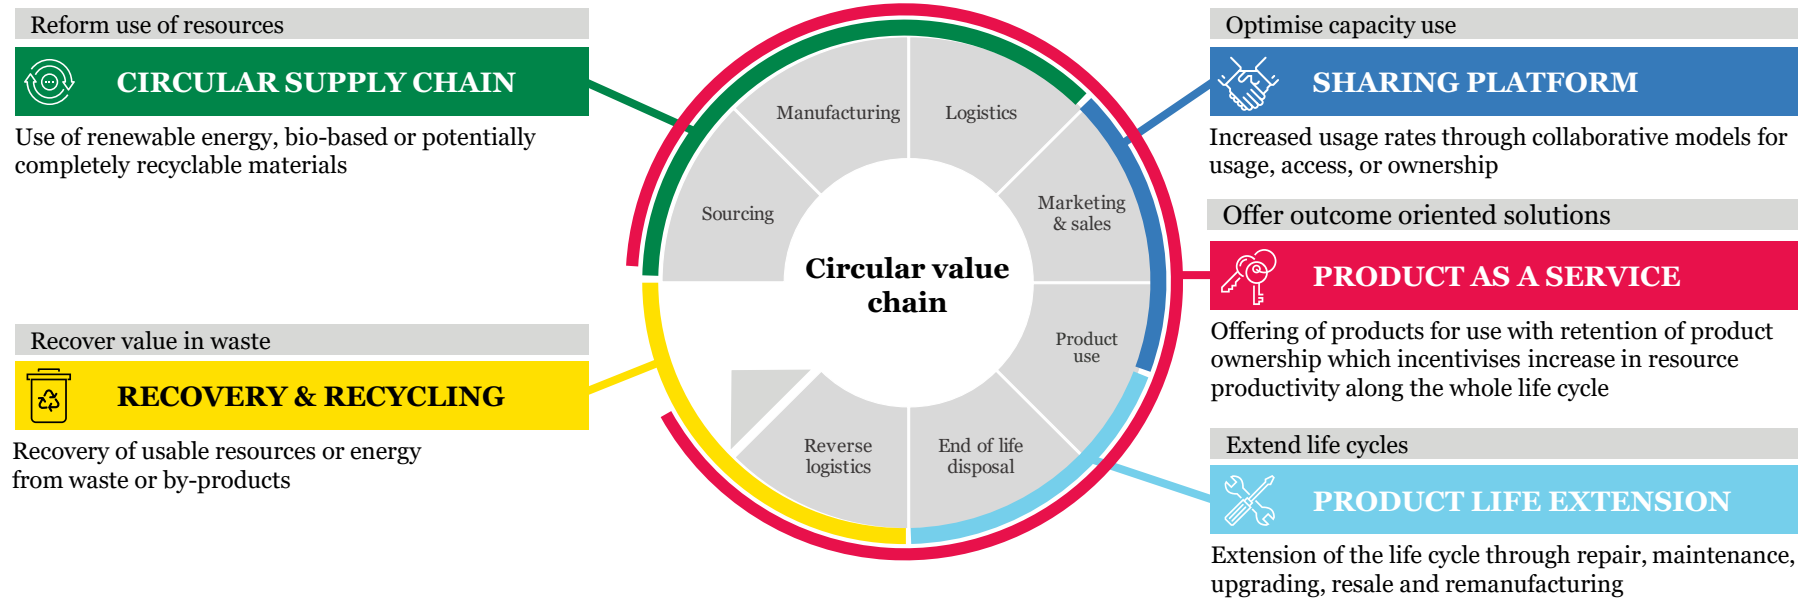 Reform use of resources
CIRCULAR SUPPLY CHAIN
Use of renewable energy, bio-based or potentially
completely recyclable materials
Recover value in waste
RECOVERY & RECYCLING
Recovery of usable resources or energy
from waste or by-products
Manufacturing
Logistics
Sourcing
Marketing
& sales
Circular value
chain
Product
use
Reverse
logistics
End of life
disposal
Optimise capacity use
SHARING PLATFORM
Increased usage rates through collaborative models for
usage, access, or ownership
Offer outcome oriented solutions
PRODUCT AS A SERVICE
Offering of products for use with retention of product
ownership which incentivises increase in resource
productivity along the whole life cycle
Extend life cycles
PRODUCT LIFE EXTENSION
Extension of the life cycle through repair, maintenance,
upgrading, resale and remanufacturing